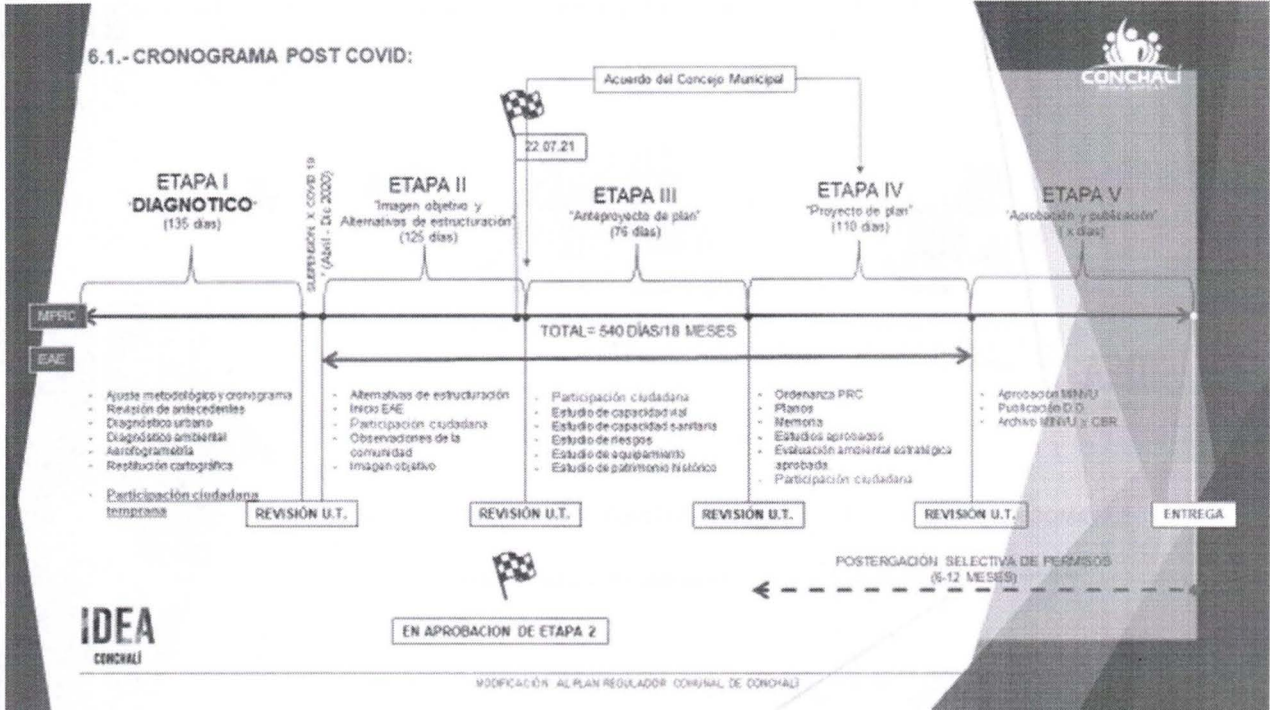 6.1.- CRONOGRAMA POST COVID:
CONCHALÍ
Acuerdo del Concejo Municipal
22.07.21
ETAPA I
"DIAGNOTICO"
(135 días)
SUSPENSION X COVID 19
(Abril - Dic 2020)
ETAPA II
"Imagen objetivo y
Alternativas de estructuración"
(125 días)
ETAPA III
"Anteproyecto de plan"
(76 días)
ETAPA IV
"Proyecto de plan"
(110 días)
ETAPA V
"Aprobación y publicación"
( x días)
MPRC
TOTAL= 540 DÍAS/18 MESES
EAE
- Ajuste metodológico y cronograma
- Revisión de antecedentes
- Diagnóstico urbano
- Diagnóstico ambiental
- Aerofogrametría
- Restitución cartográfica
- Participación ciudadana
temprana
- Alternativas de estructuración
- Inicio EAE
- Participación ciudadana
- Observaciones de la
comunidad
- Imagen objetivo
- Participación ciudadana
- Estudio de capacidad vial
- Estudio de capacidad sanitaria
- Estudio de riesgos
- Estudio de equipamiento
- Estudio de patrimonio histórico
- Ordenanza PRC
- Planos
- Memoria
- Estudios aprobados
- Evaluación ambiental estratégica
aprobada
- Participación ciudadana
- Aprobación MINVU
- Publicación D.O.
- Archivo MINVU y CBR
REVISIÓN U.T.
REVISIÓN U.T.
REVISIÓN U.T.
REVISIÓN U.T.
ENTREGA
POSTERGACIÓN SELECTIVA DE PERMISOS
(6-12 MESES)
EN APROBACION DE ETAPA 2
IDEA
CONCHALÍ
MODIFICACIÓN AL PLAN REGULADOR COMUNAL DE CONCHALÍ